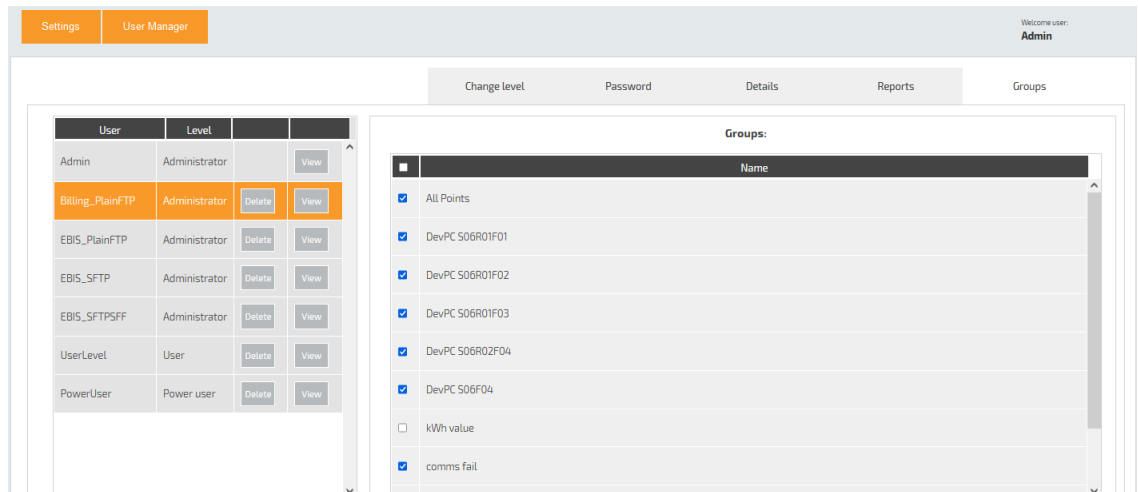 Settings User Manager
Welcome user:
Admin
Change level Password Details Reports Groups
User Level
Admin Administrator View
Billing_PlainFTP Administrator Delete View
EBIS_PlainFTP Administrator Delete View
EBIS_SFTP Administrator Delete View
EBIS_SFTPSFF Administrator Delete View
UserLevel User Delete View
PowerUser Power user Delete View
Groups:
Name
All Points
DevPC S06R01F01
DevPC S06R01F02
DevPC S06R01F03
DevPC S06R02F04
DevPC S06F04
kWh value
comms fail